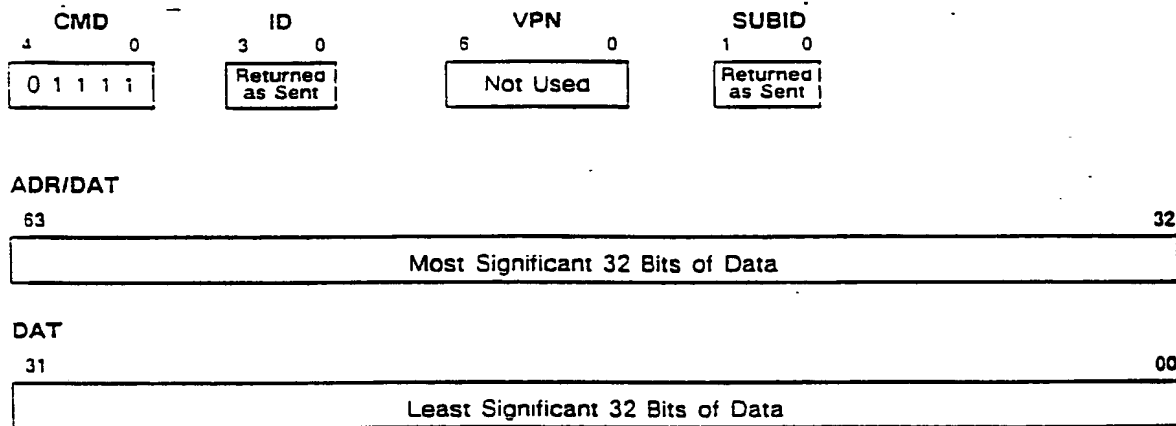 CMD ID VPN SUBID
4 0 3 0 6 0 1 0
0 1 1 1 1 Returned as Sent Not Used Returned as Sent
ADR/DAT
63 32
Most Significant 32 Bits of Data
DAT
31 00
Least Significant 32 Bits of Data